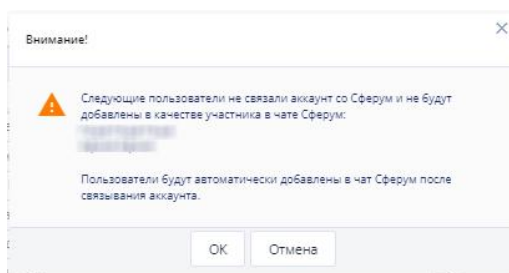 Внимание!
Следующие пользователи не связали аккаунт со Сферум и не будут
добавлены в качестве участника в чате Сферум:
Пользователи будут автоматически добавлены в чат Сферум после
связывания аккаунта.
ОК
Отмена